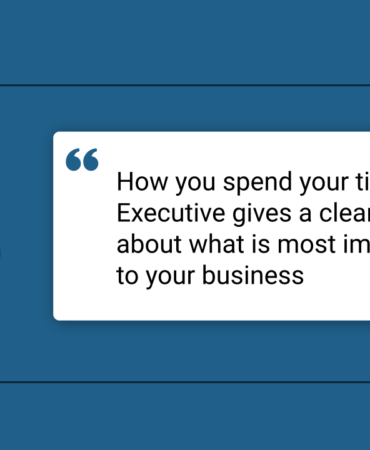 “
How you spend your
Executive gives a
about what is most
to your business